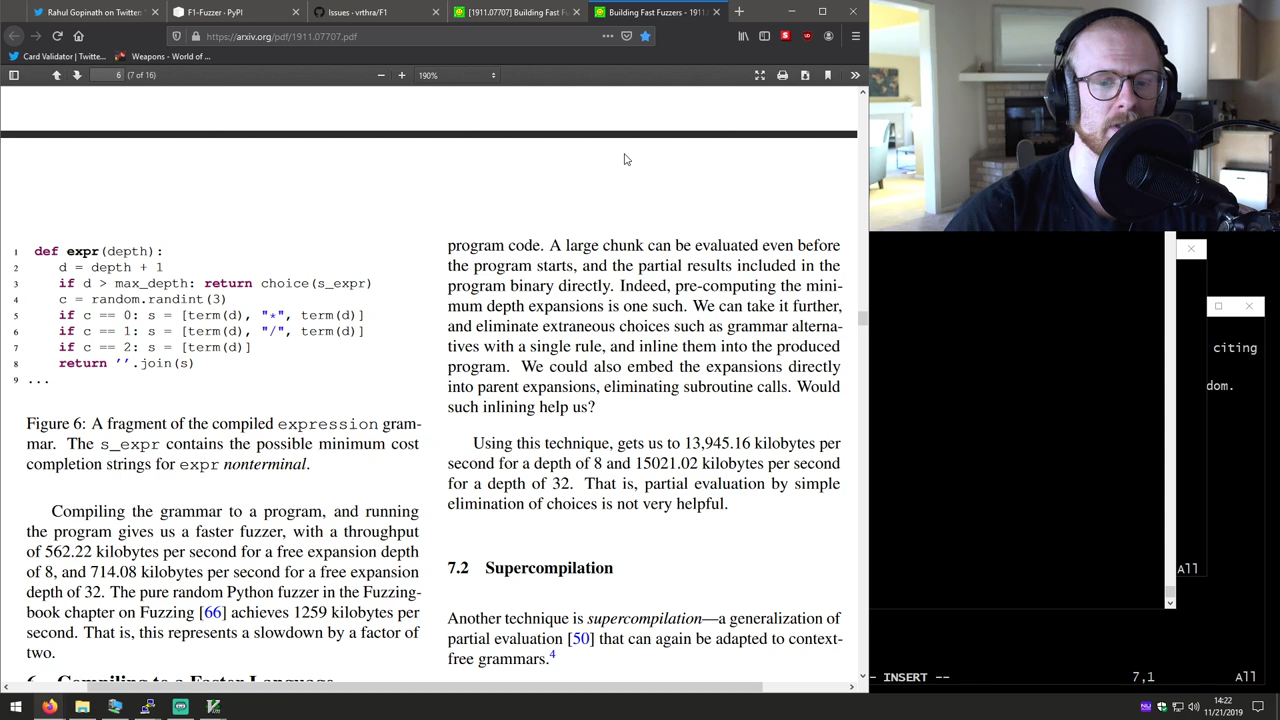 Rahul Gopinath on Twitter:
F1-Fuzzer · PyPI
Issues · vrthra/F1
[1911.07707] Building Fast Fuz
Building Fast Fuzzers - 1911.
https://arxiv.org/pdf/1911.07707.pdf
Card Validator | Twitte...
Weapons - World of ...
6 (7 of 16)
190%
1 def expr(depth):
2 d = depth + 1
3 if d > max_depth: return choice(s_expr)
4 c = random.randint(3)
5 if c == 0: s = [term(d), "*", term(d)]
6 if c == 1: s = [term(d), "/", term(d)]
7 if c == 2: s = [term(d)]
8 return ''.join(s)
9 ...
Figure 6: A fragment of the compiled expression gram-
mar. The s_expr contains the possible minimum cost
completion strings for expr nonterminal.
Compiling the grammar to a program, and running
the program gives us a faster fuzzer, with a throughput
of 562.22 kilobytes per second for a free expansion depth
of 8, and 714.08 kilobytes per second for a free expansion
depth of 32. The pure random Python fuzzer in the Fuzzing-
book chapter on Fuzzing [66] achieves 1259 kilobytes per
second. That is, this represents a slowdown by a factor of
two.
6 Compiling to a Faster Language
program code. A large chunk can be evaluated even before
the program starts, and the partial results included in the
program binary directly. Indeed, pre-computing the mini-
mum depth expansions is one such. We can take it further,
and eliminate extraneous choices such as grammar alterna-
tives with a single rule, and inline them into the produced
program. We could also embed the expansions directly
into parent expansions, eliminating subroutine calls. Would
such inlining help us?
Using this technique, gets us to 13,945.16 kilobytes per
second for a depth of 8 and 15021.02 kilobytes per second
for a depth of 32. That is, partial evaluation by simple
elimination of choices is not very helpful.
7.2 Supercompilation
Another technique is supercompilation—a generalization of
partial evaluation [50] that can again be adapted to context-
free grammars.4
citing
dom.
All
- INSERT --
7,1
All
14:22
11/21/2019